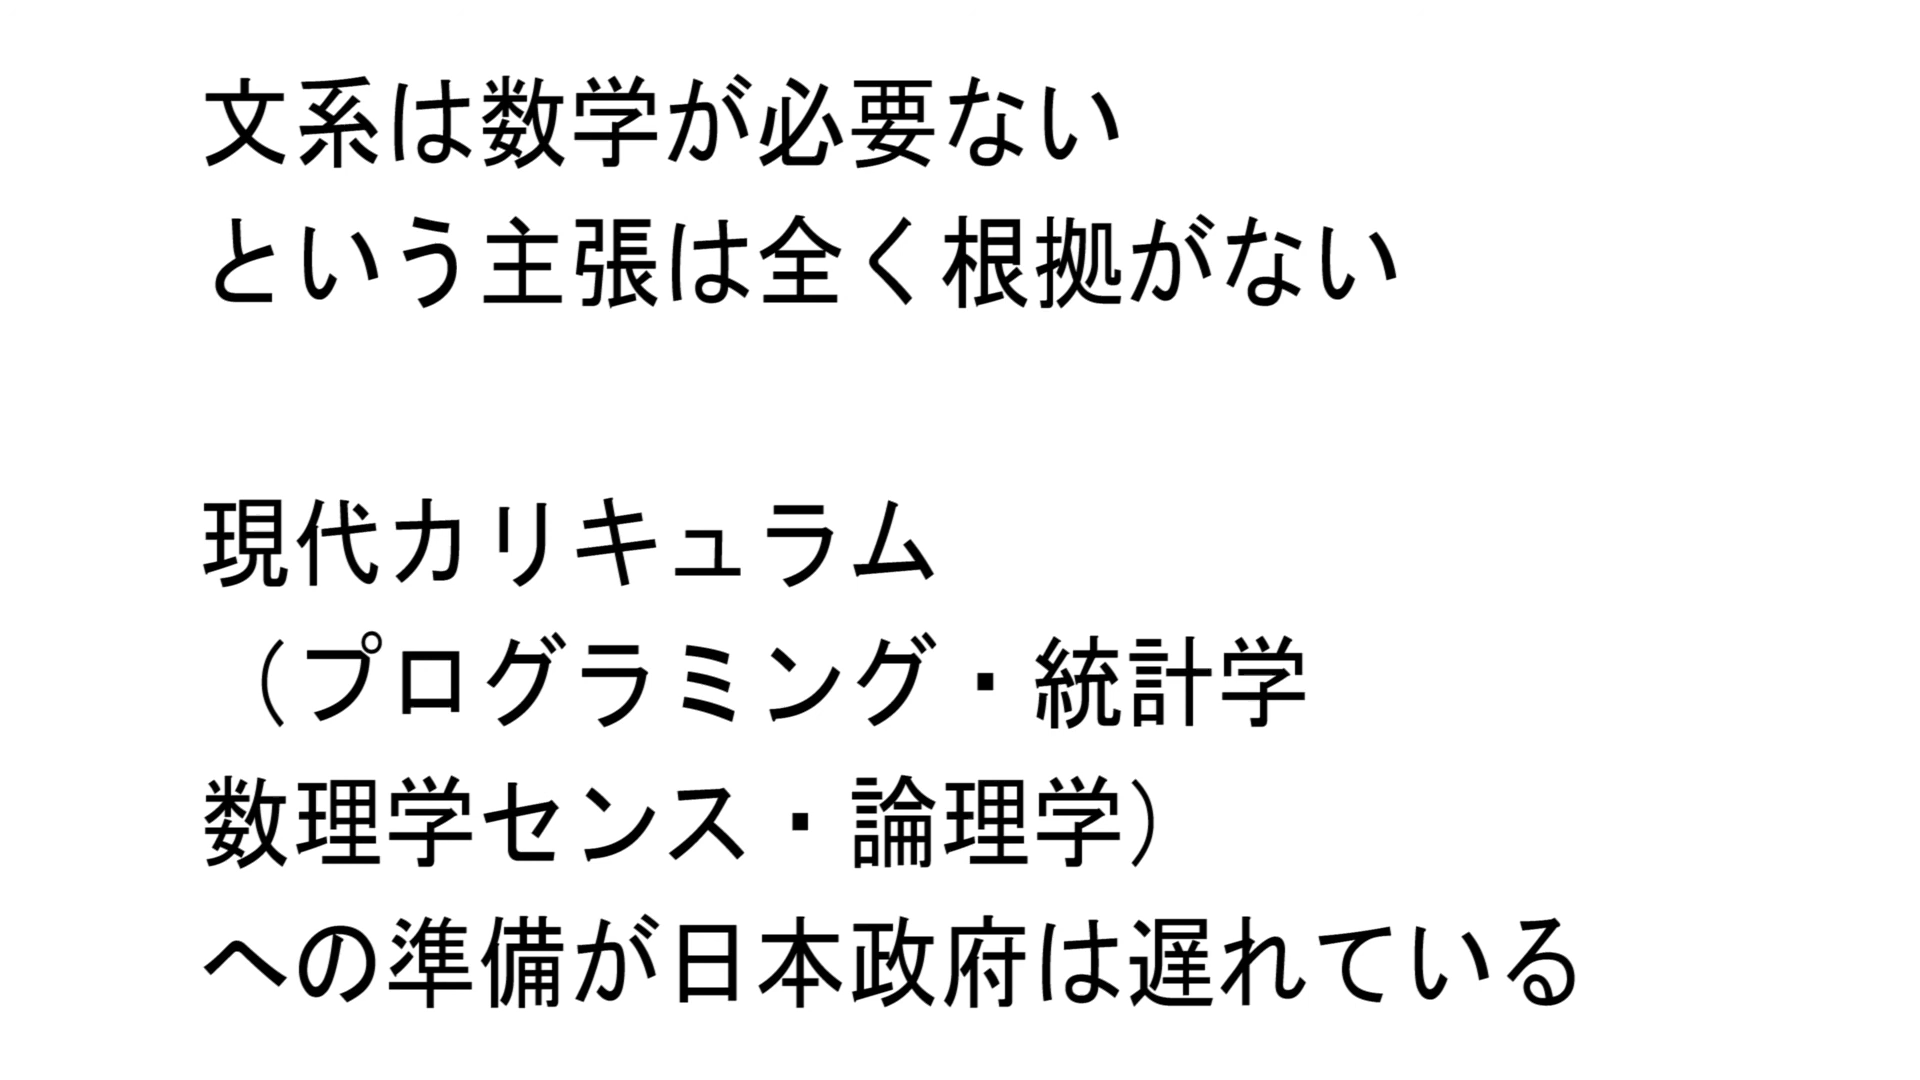 文系は数学が必要ない
という主張は全く根拠がない
現代カリキュラム
（プログラミング・統計学
数理学センス・論理学）
への準備が日本政府は遅れている